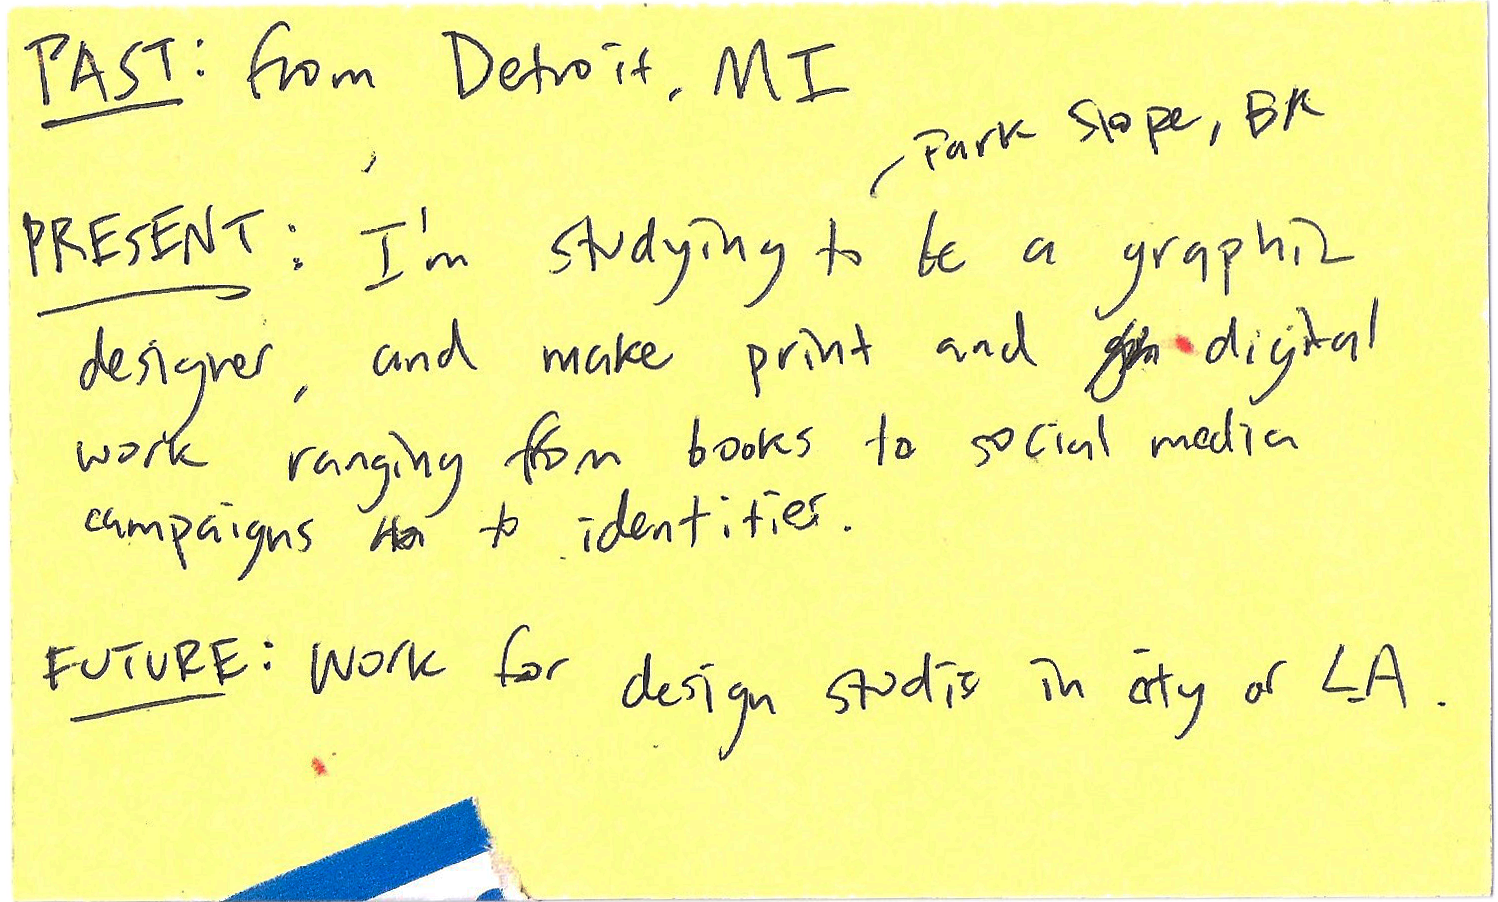 PAST: from Detroit, MI
Park Slope, BK
PRESENT: I'm studying to be a graphic
designer, and make print and digital
work ranging from books to social media
campaigns to identities.
FUTURE: Work for design studio in city or LA.